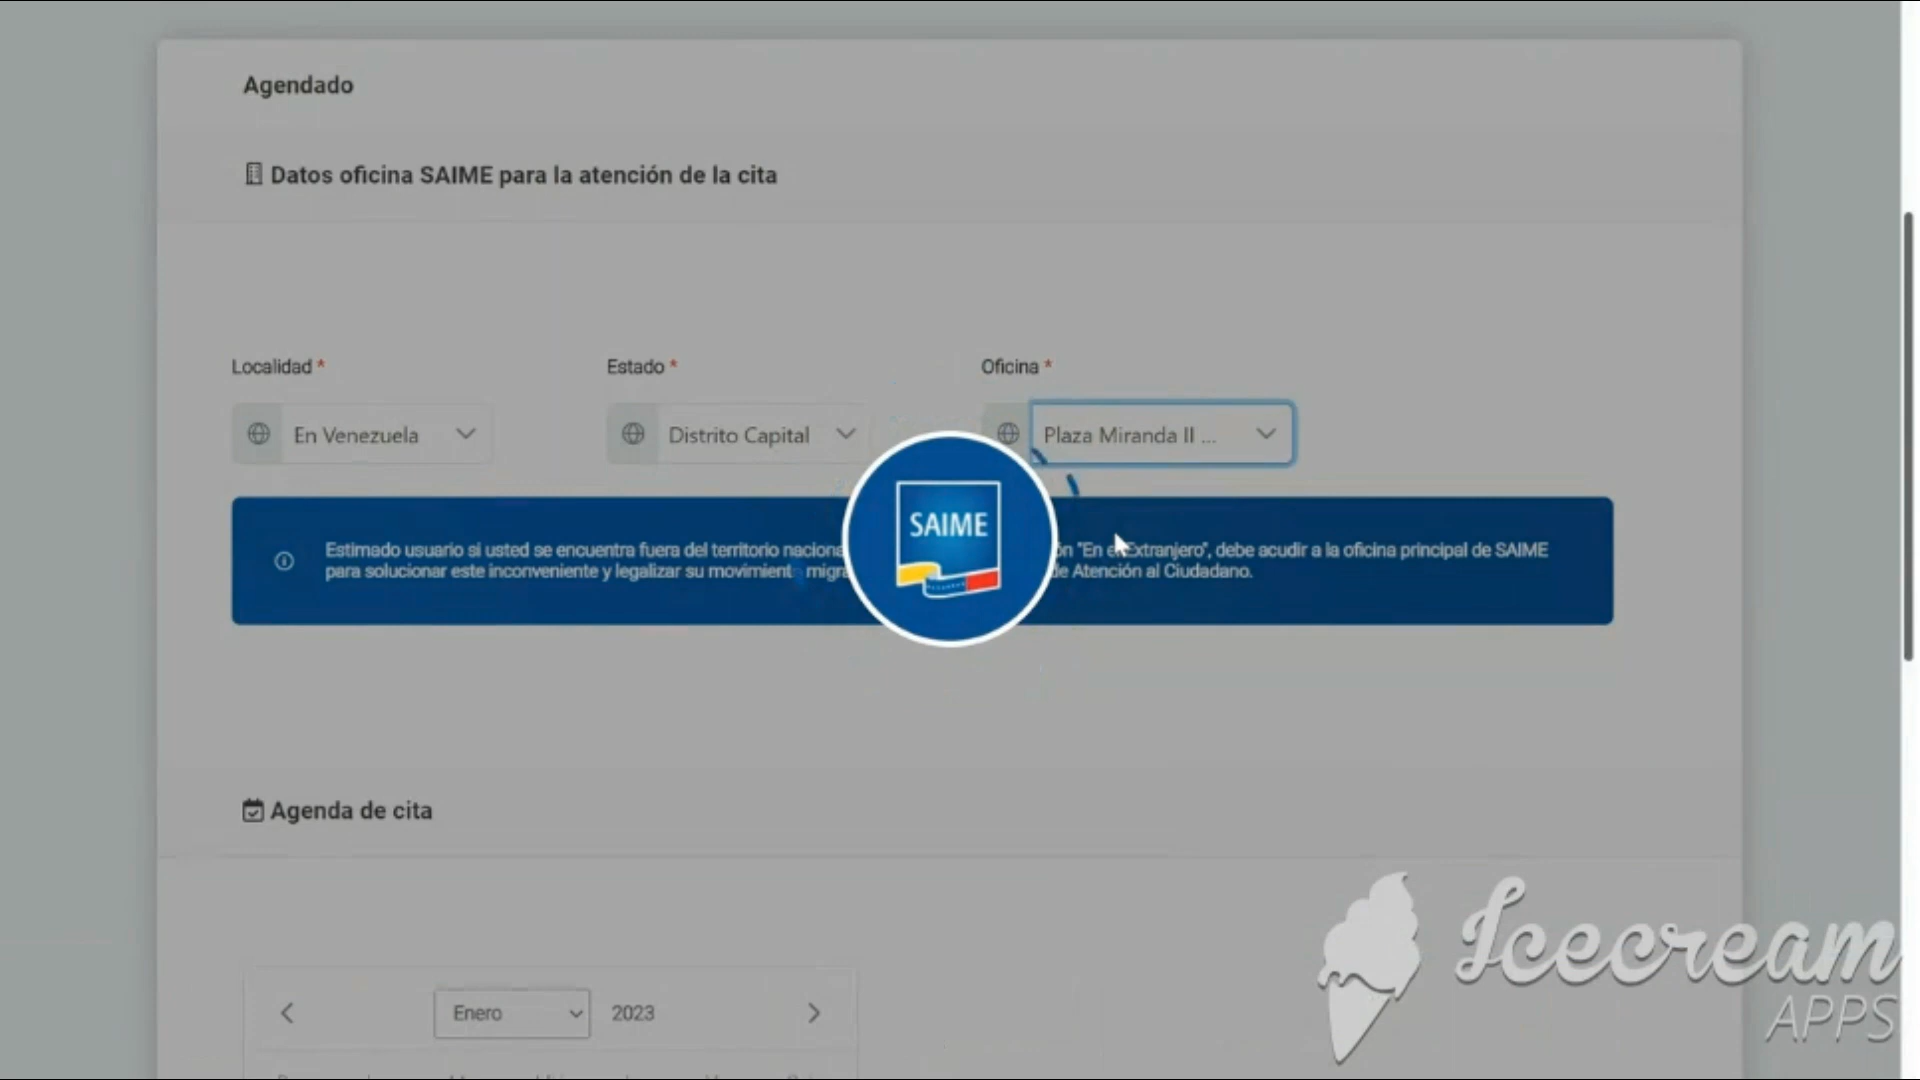 Agendado
Datos oficina SAIME para la atención de la cita
Localidad *
Estado *
Oficina *
En Venezuela
Distrito Capital
Plaza Miranda II ...
SAIME
Estimado usuario si usted se encuentra fuera del territorio "En el Extranjero", debe acudir a la oficina principal de SAIME
para solucionar este inconveniente y legalizar su de Atención al Ciudadano.
Agenda de cita
Enero
2023
Icecream
APPS